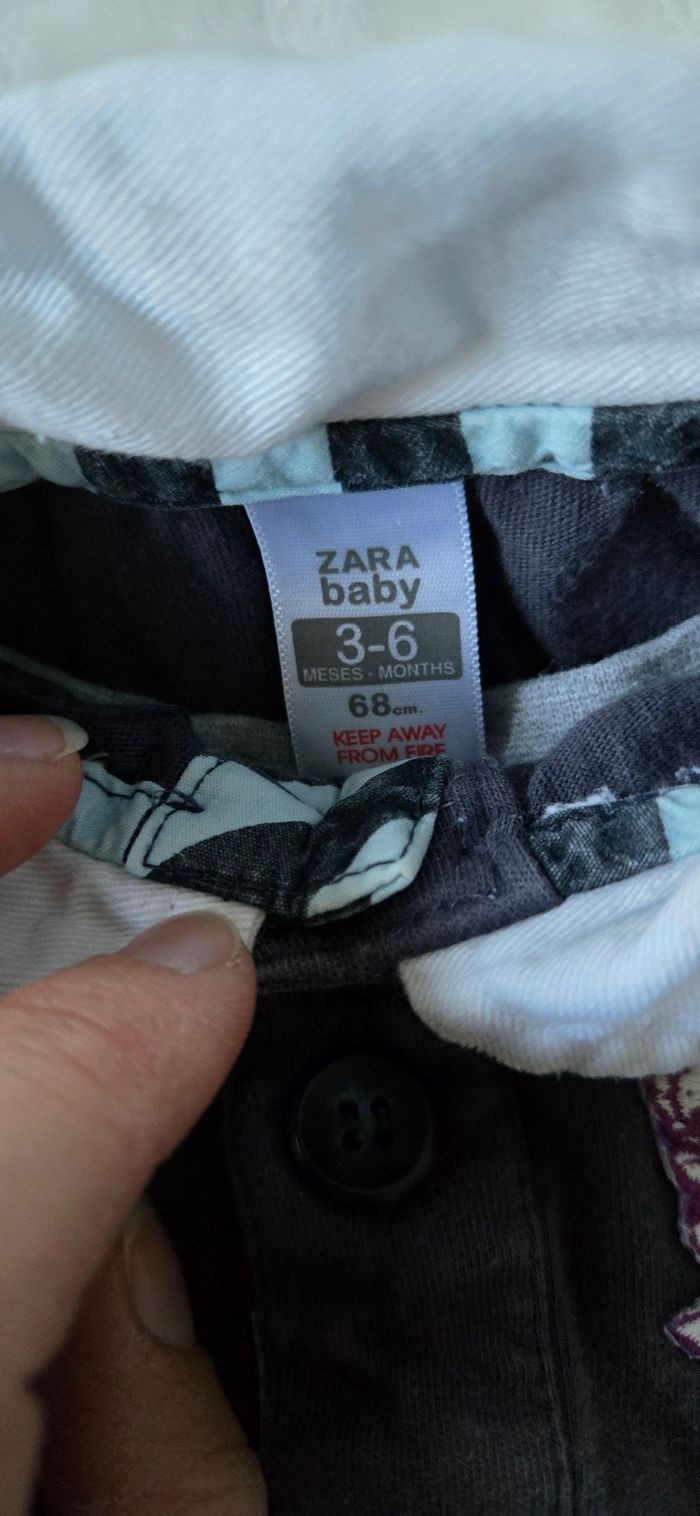 ZARA
baby
3-6
MESES - MONTHS
68cm.
KEEP AWAY
FROM FIRE